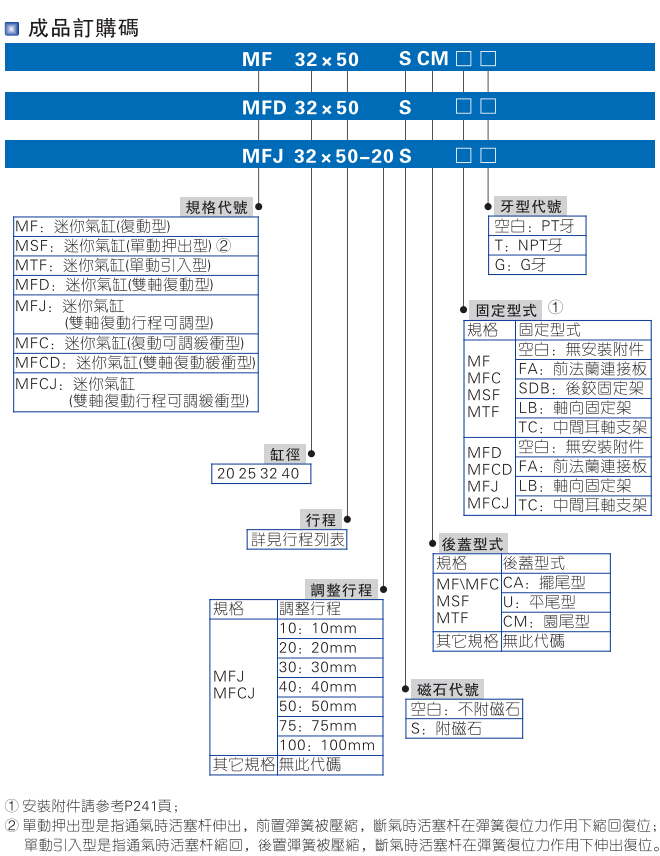 成品訂購碼
MF 32×50 S CM □ □
MFD 32×50 S □ □
MFJ 32×50-20 S □ □
規格代號
MF：迷你氣缸(復動型)
MSF：迷你氣缸(單動押出型) ②
MTF：迷你氣缸(單動引入型)
MFD：迷你氣缸(雙軸復動型)
MFJ：迷你氣缸
(雙軸復動行程可調型)
MFC：迷你氣缸(復動可調緩衝型)
MFCD：迷你氣缸(雙軸復動緩衝型)
MFCJ：迷你氣缸
(雙軸復動行程可調緩衝型)
缸徑
20 25 32 40
行程
詳見行程列表
調整行程
規格 調整行程
MFJ
MFCJ
10：10mm
20：20mm
30：30mm
40：40mm
50：50mm
75：75mm
100：100mm
其它規格 無此代碼
牙型代號
空白：PT牙
T：NPT牙
G：G牙
固定型式 ①
規格 固定型式
MF
MFC
MSF
MTF
空白：無安裝附件
FA：前法蘭連接板
SDB：後鉸固定架
LB：軸向固定架
TC：中間耳軸支架
MFD
MFCD
MFJ
MFCJ
空白：無安裝附件
FA：前法蘭連接板
LB：軸向固定架
TC：中間耳軸支架
後蓋型式
規格 後蓋型式
MF\MFC
MSF
MTF
CA：擺尾型
U：平尾型
CM：圆尾型
其它規格 無此代碼
磁石代號
空白：不附磁石
S：附磁石
① 安裝附件請參考P241頁；
② 單動押出型是指通氣時活塞杆伸出，前置彈簧被壓縮，斷氣時活塞杆在彈簧復位力作用下縮回復位；
單動引入型是指通氣時活塞杆縮回，後置彈簧被壓縮，斷氣時活塞杆在彈簧復位力作用下伸出復位。